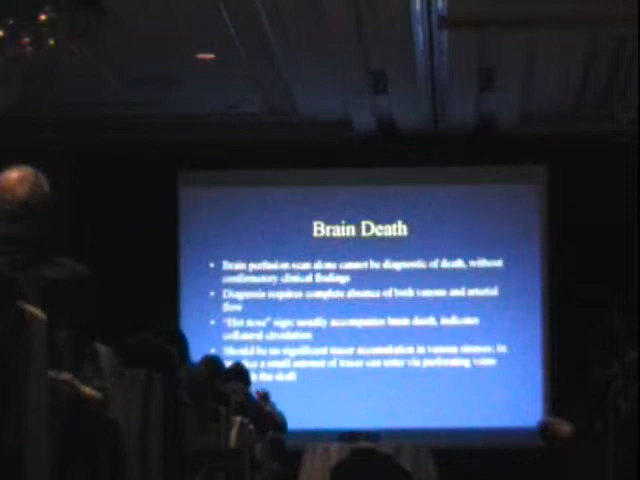 Brain Death
• Brain perfusion scan alone cannot be diagnostic of death, without
confirmatory clinical findings
• Diagnosis requires complete absence of both venous and arterial
flow
• "Hot nose" sign: usually accompanies brain death, indicates
collateral circulation
• Should be no significant tracer accumulation in venous sinuses; in
a small amount of tracer can enter via perforating veins
the skull